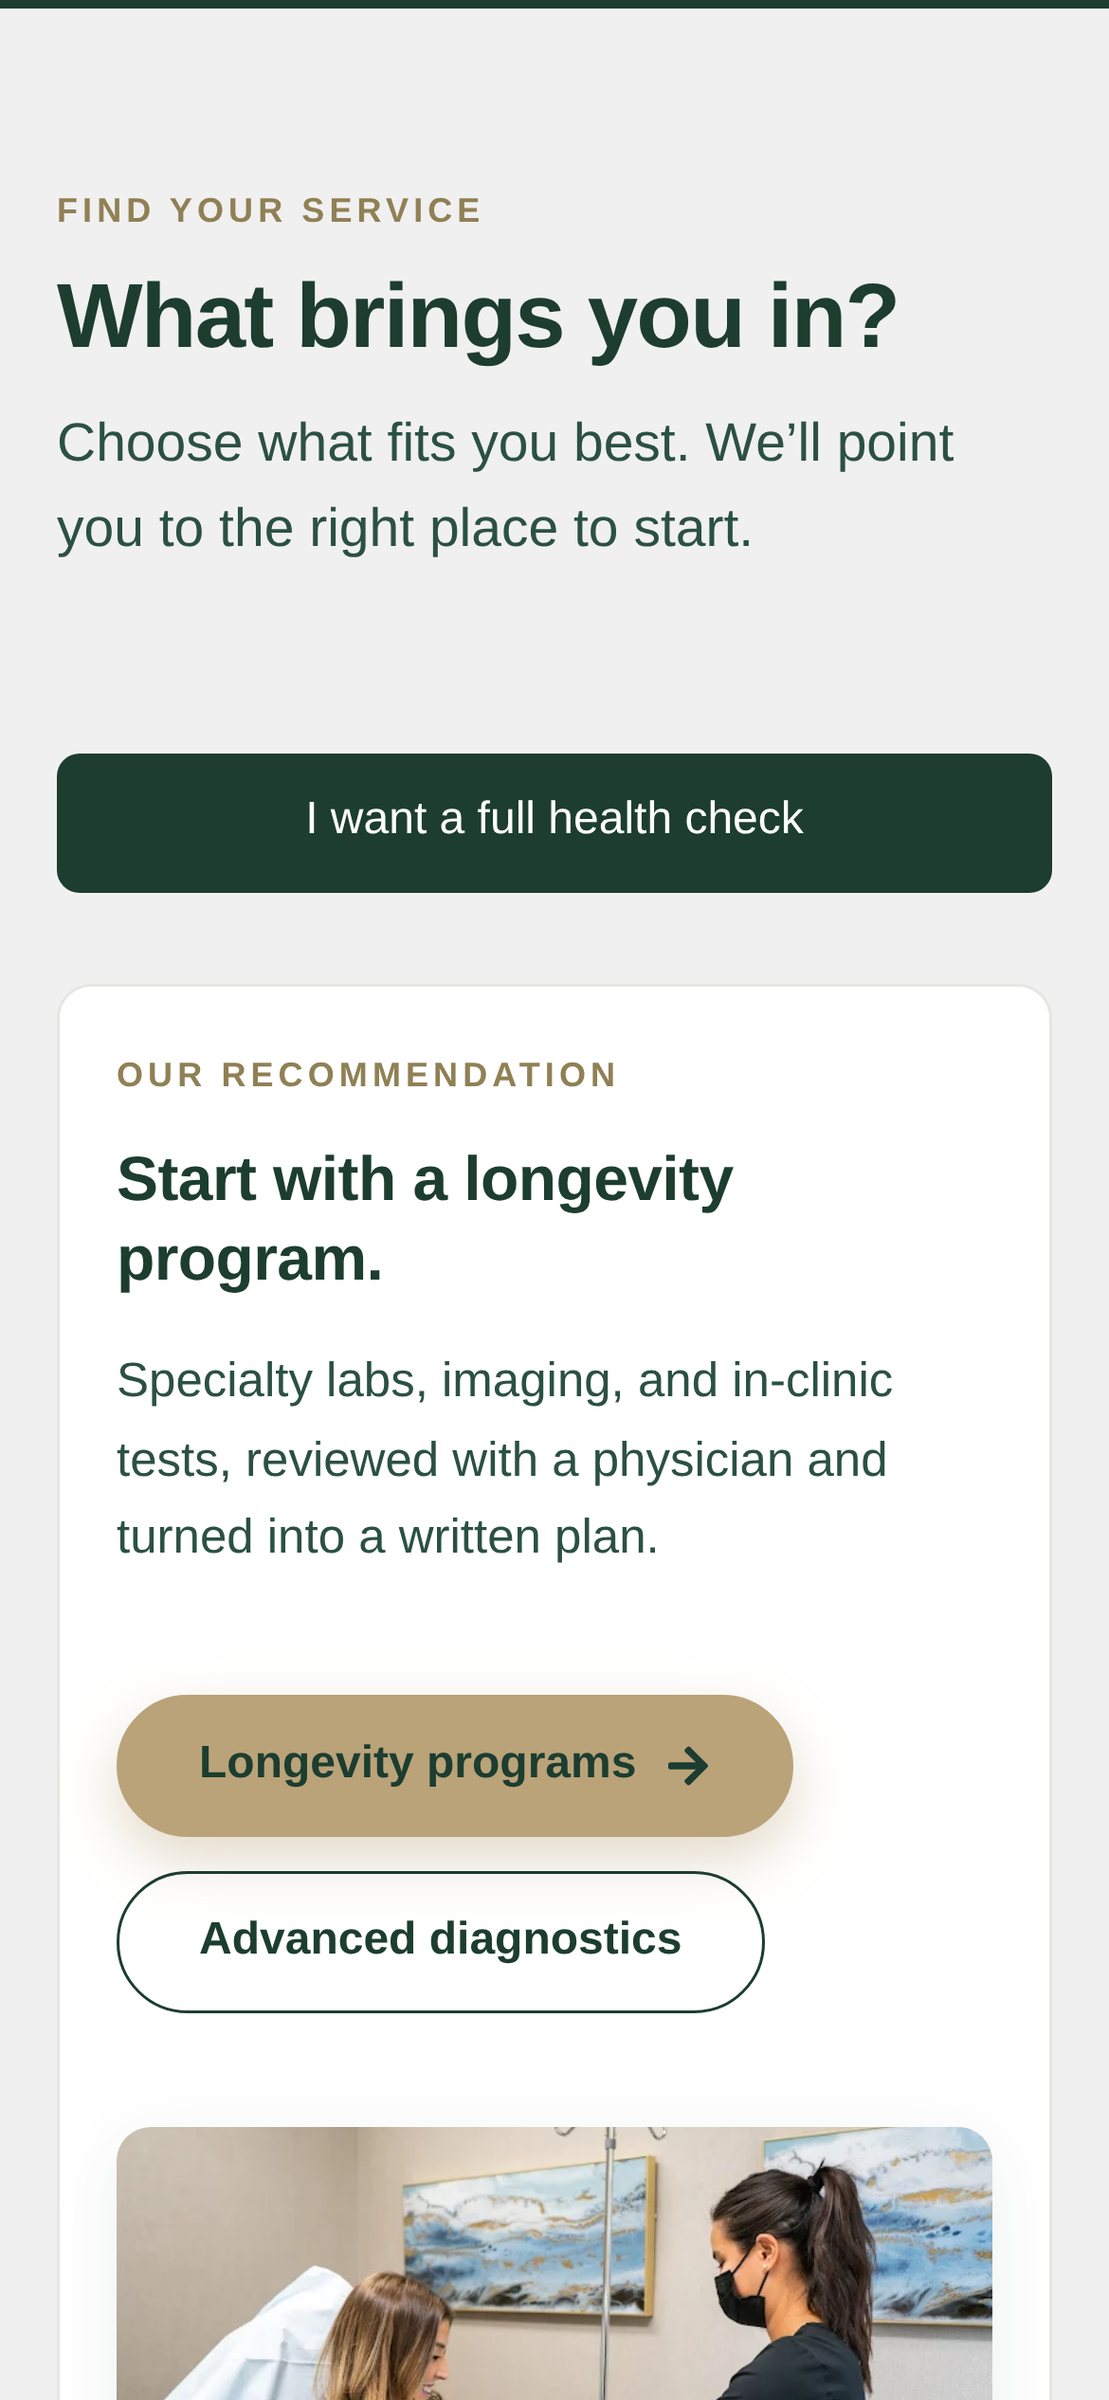 FIND YOUR SERVICE
What brings you in?
Choose what fits you best. We’ll point
you to the right place to start.
I want a full health check
OUR RECOMMENDATION
Start with a longevity
program.
Specialty labs, imaging, and in-clinic
tests, reviewed with a physician and
turned into a written plan.
Longevity programs
Advanced diagnostics